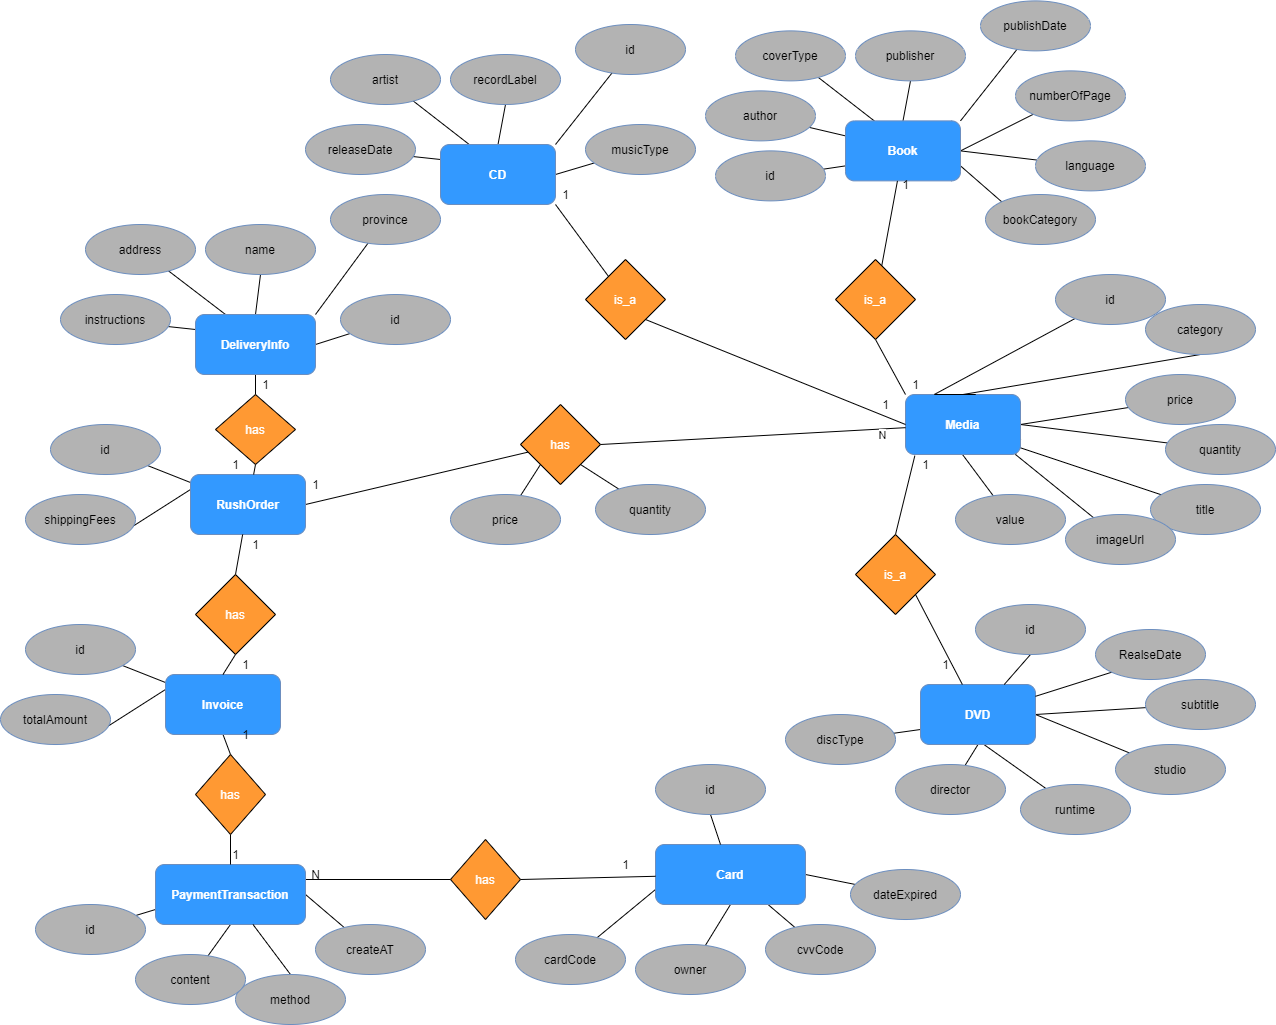 publishDate
id
coverType
publisher
artist
recordLabel
numberOfPage
author
releaseDate
musicType
Book
language
CD
id
1
1
bookCategory
province
address
name
is_a
is_a
id
instructions
id
category
DeliveryInfo
1
1
price
1
Media
has
has
N
id
1
quantity
1
1
RushOrder
price
quantity
value
title
shippingFees
imageUrl
1
is_a
has
id
id
RealseDate
1
1
Invoice
subtitle
totalAmount
DVD
1
discType
studio
has
id
director
runtime
1
1
N
has
Card
PaymentTransaction
dateExpired
id
createAT
cvvCode
cardCode
owner
content
method